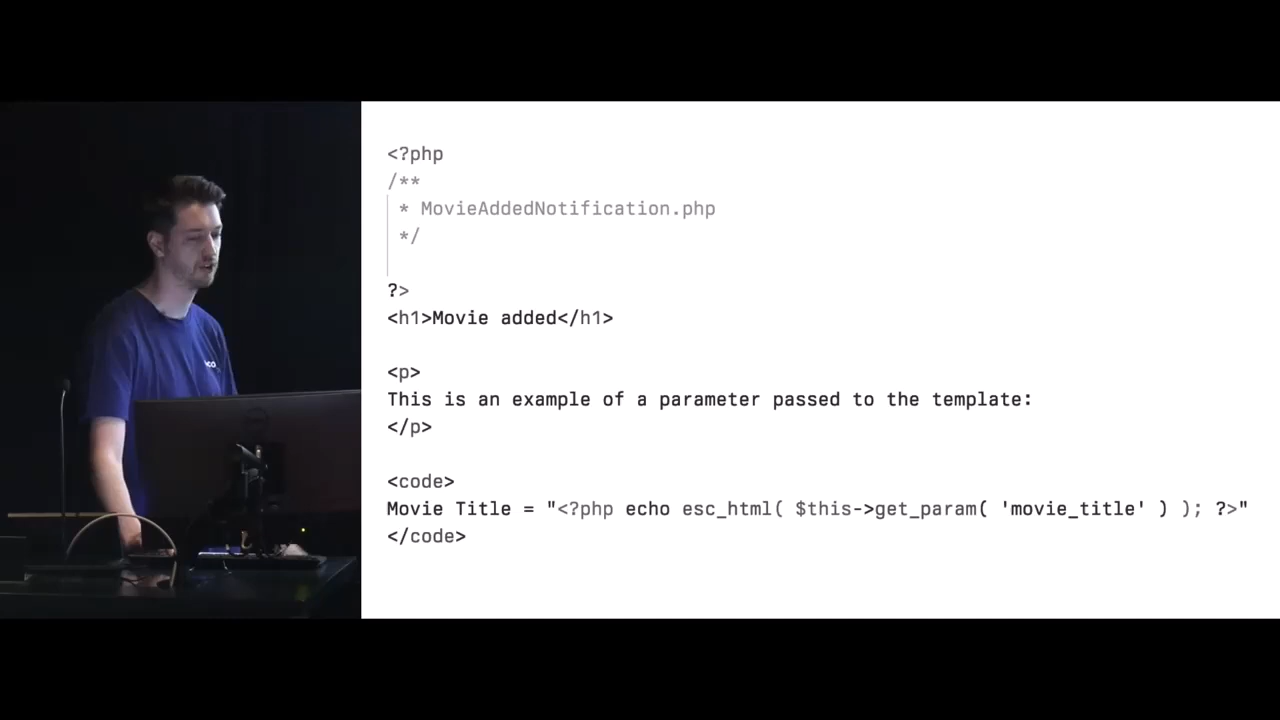 <?php
/**
* MovieAddedNotification.php
*/
?>
<h1>Movie added</h1>
<p>
This is an example of a parameter passed to the template:
</p>
<code>
Movie Title = "<?php echo esc_html( $this->get_param( 'movie_title' ) ); ?>"
</code>